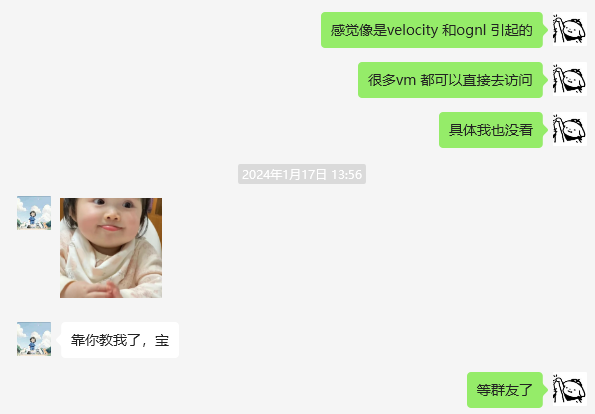 感觉像是velocity 和ognl 引起的
很多vm 都可以直接去访问
具体我也没看
2024年1月17日 13:56
靠你教我了，宝
等群友了